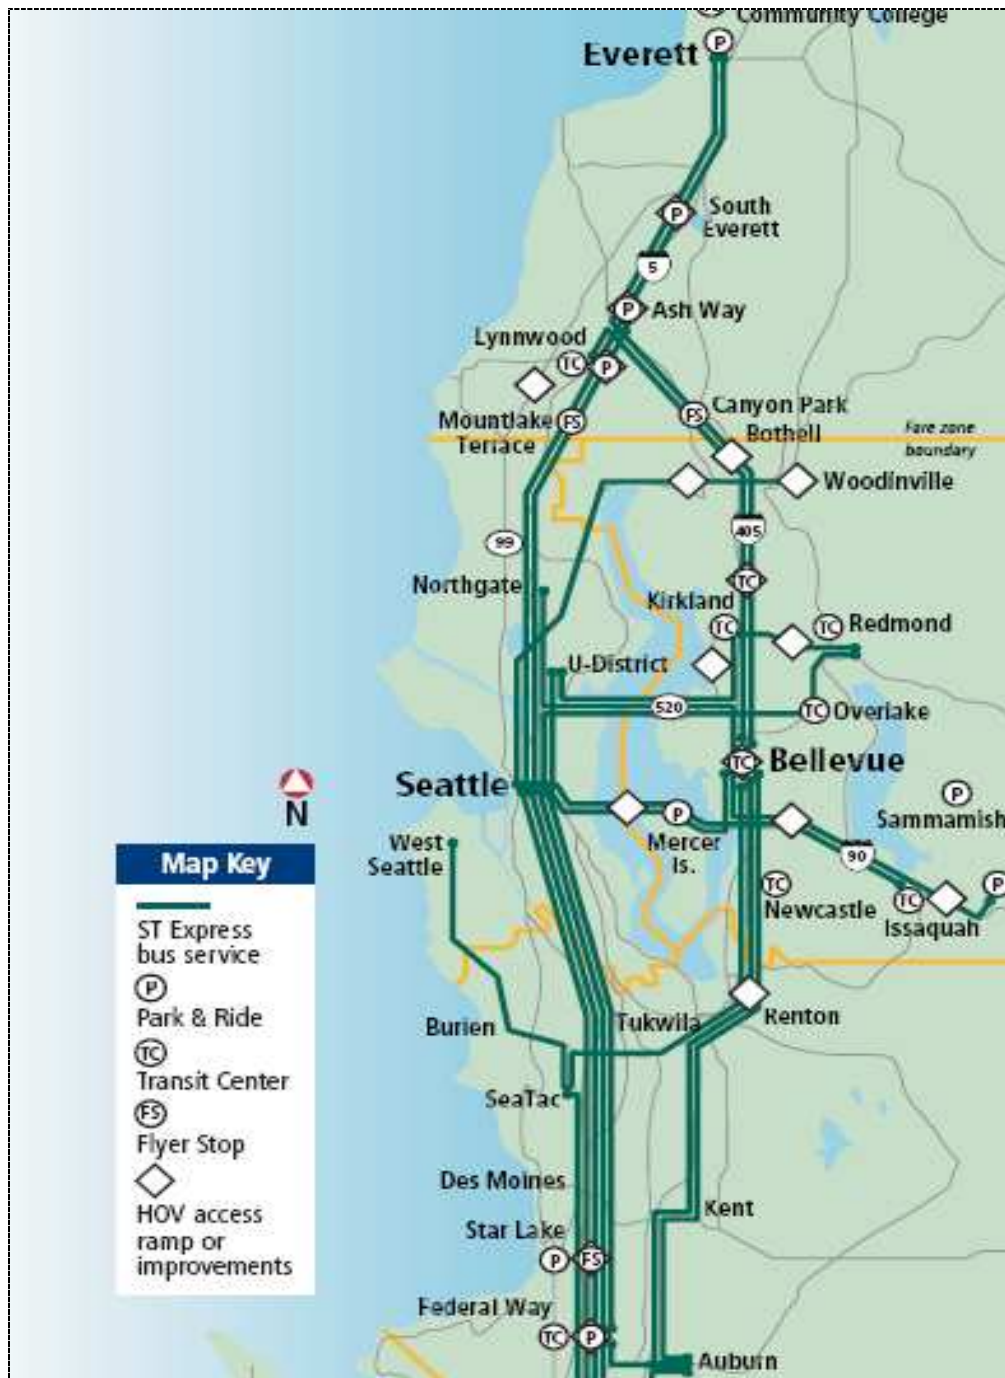 Community College
Everett
P
P
South
Everett
5
P
Ash Way
Lynnwood
TC
P
Canyon Park
FS
Mountlake
Terrace
FS
Bothell
Fare zone
boundary
Woodinville
405
99
Northgate
TC
Kirkland
TC
TC
Redmond
U-District
520
TC
Overlake
TC
Bellevue
Seattle
P
Sammamish
P
Mercer
Is.
N
West
Seattle
90
Map Key
TC
Newcastle
TC
P
Issaquah
ST Express
bus service
P
Park & Ride
TC
Transit Center
FS
Flyer Stop
HOV access
ramp or
improvements
Burien
Tukwila
Renton
SeaTac
Des Moines
Kent
Star Lake
P
FS
Federal Way
TC
P
Auburn